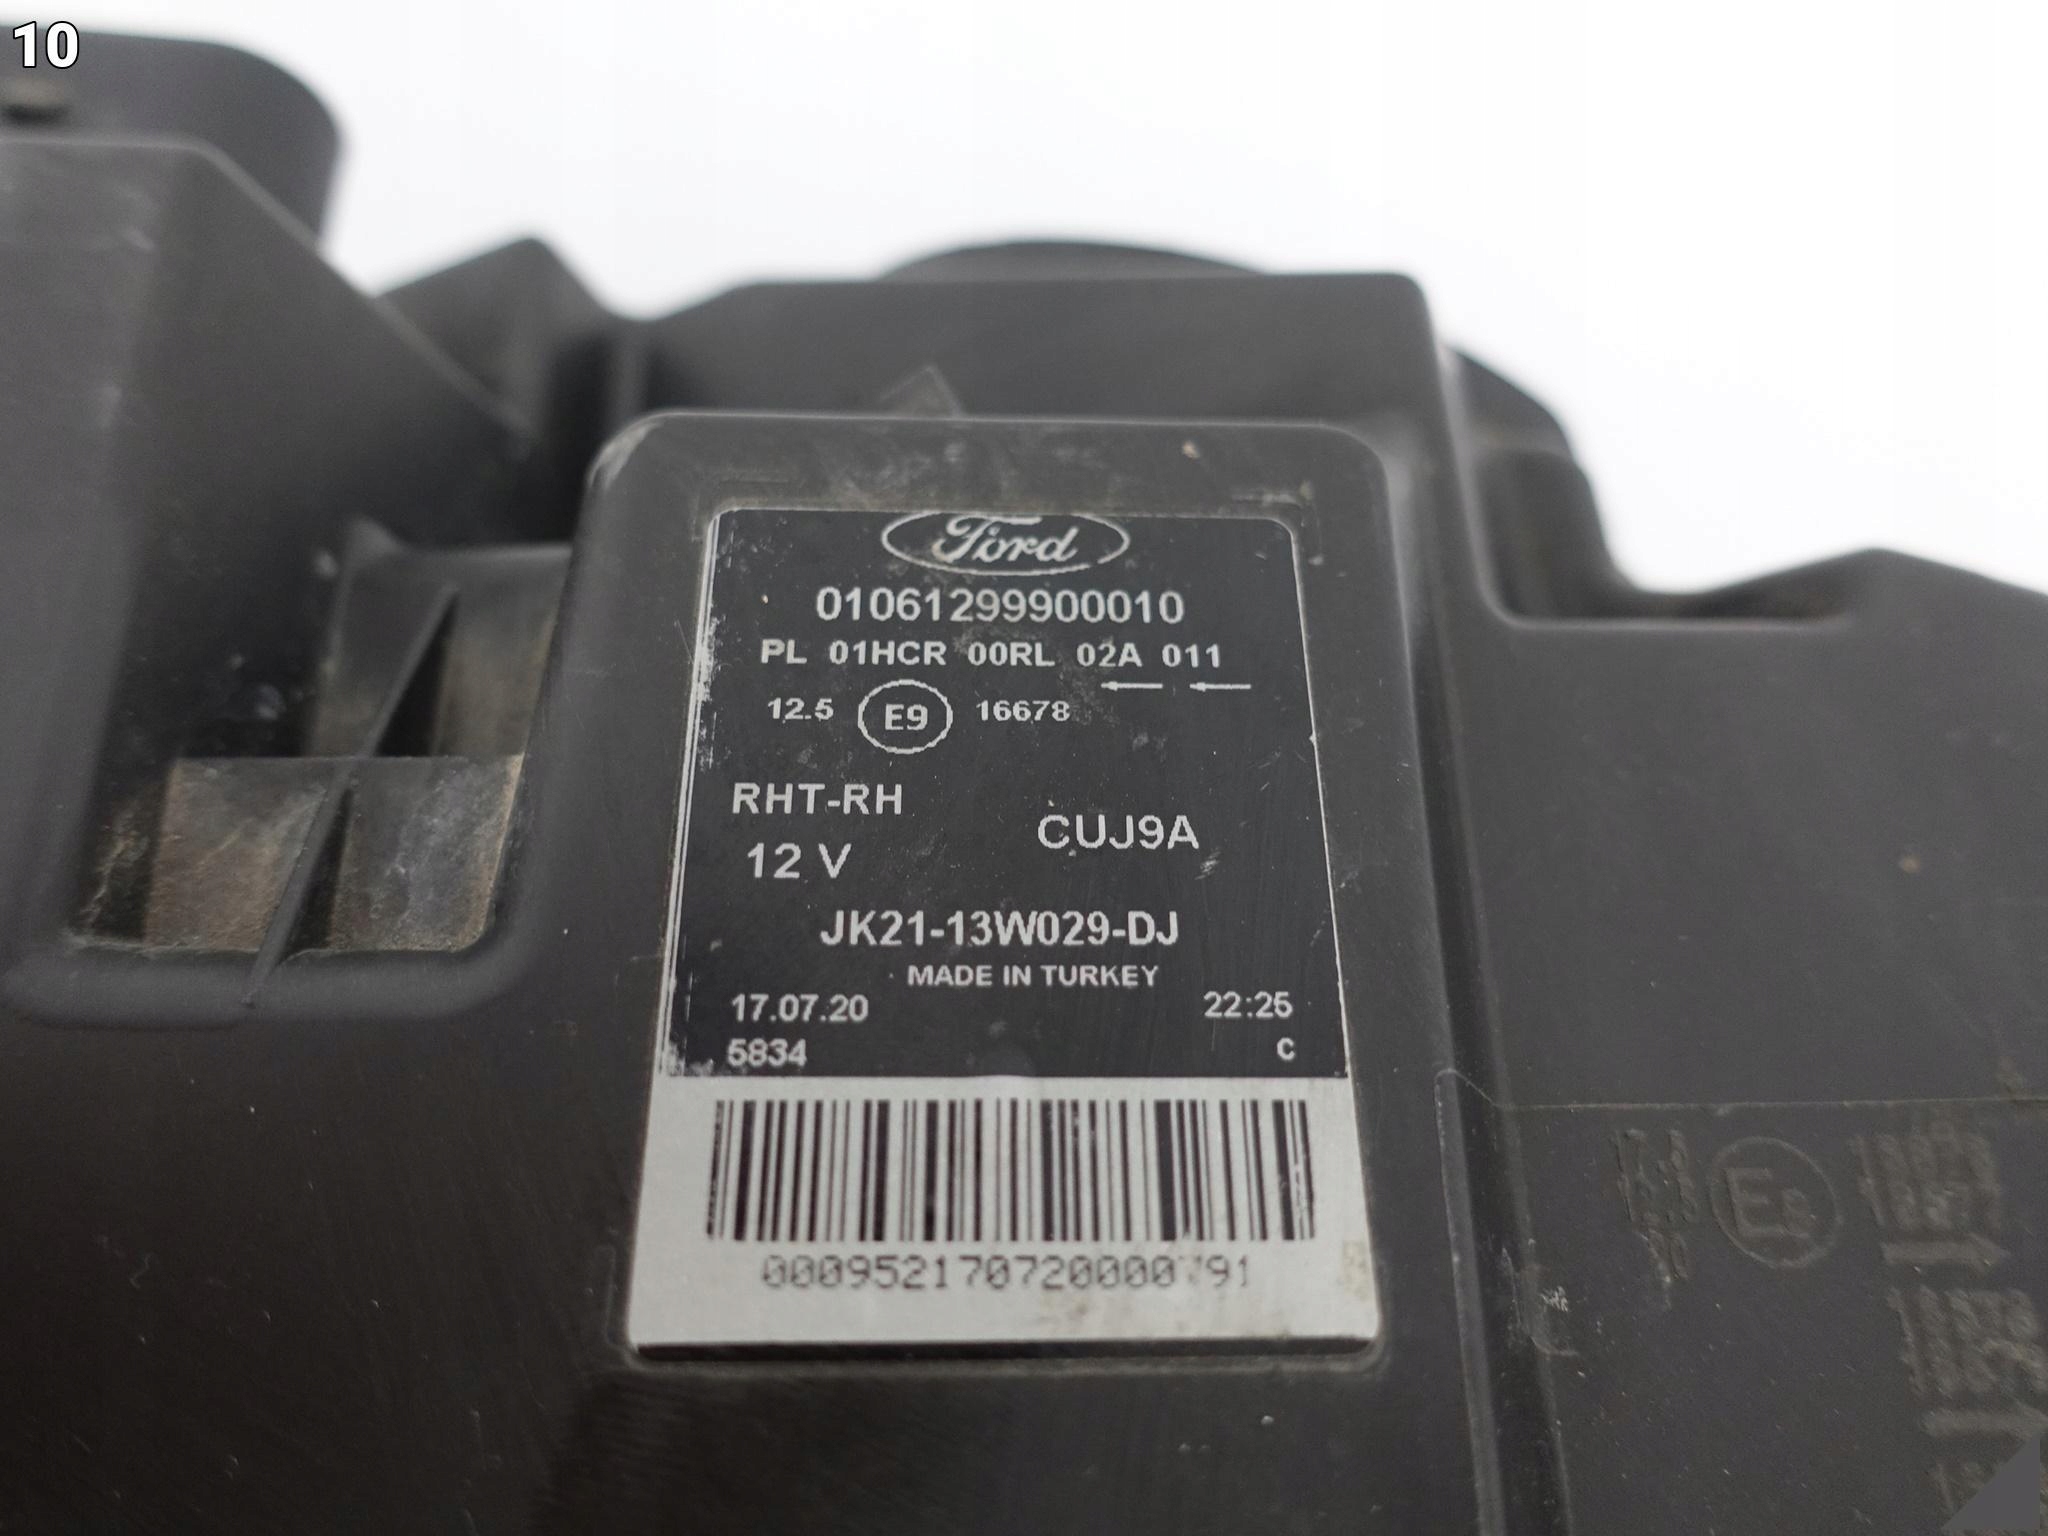 10
Ford
01061299900010
PL 01HCR 00RL 02A 011
12.5 E9 16678
RHT-RH
CUJ9A
12 V
JK21-13W029-DJ
MADE IN TURKEY
17.07.20 22:25
5834 C
000952170720000791